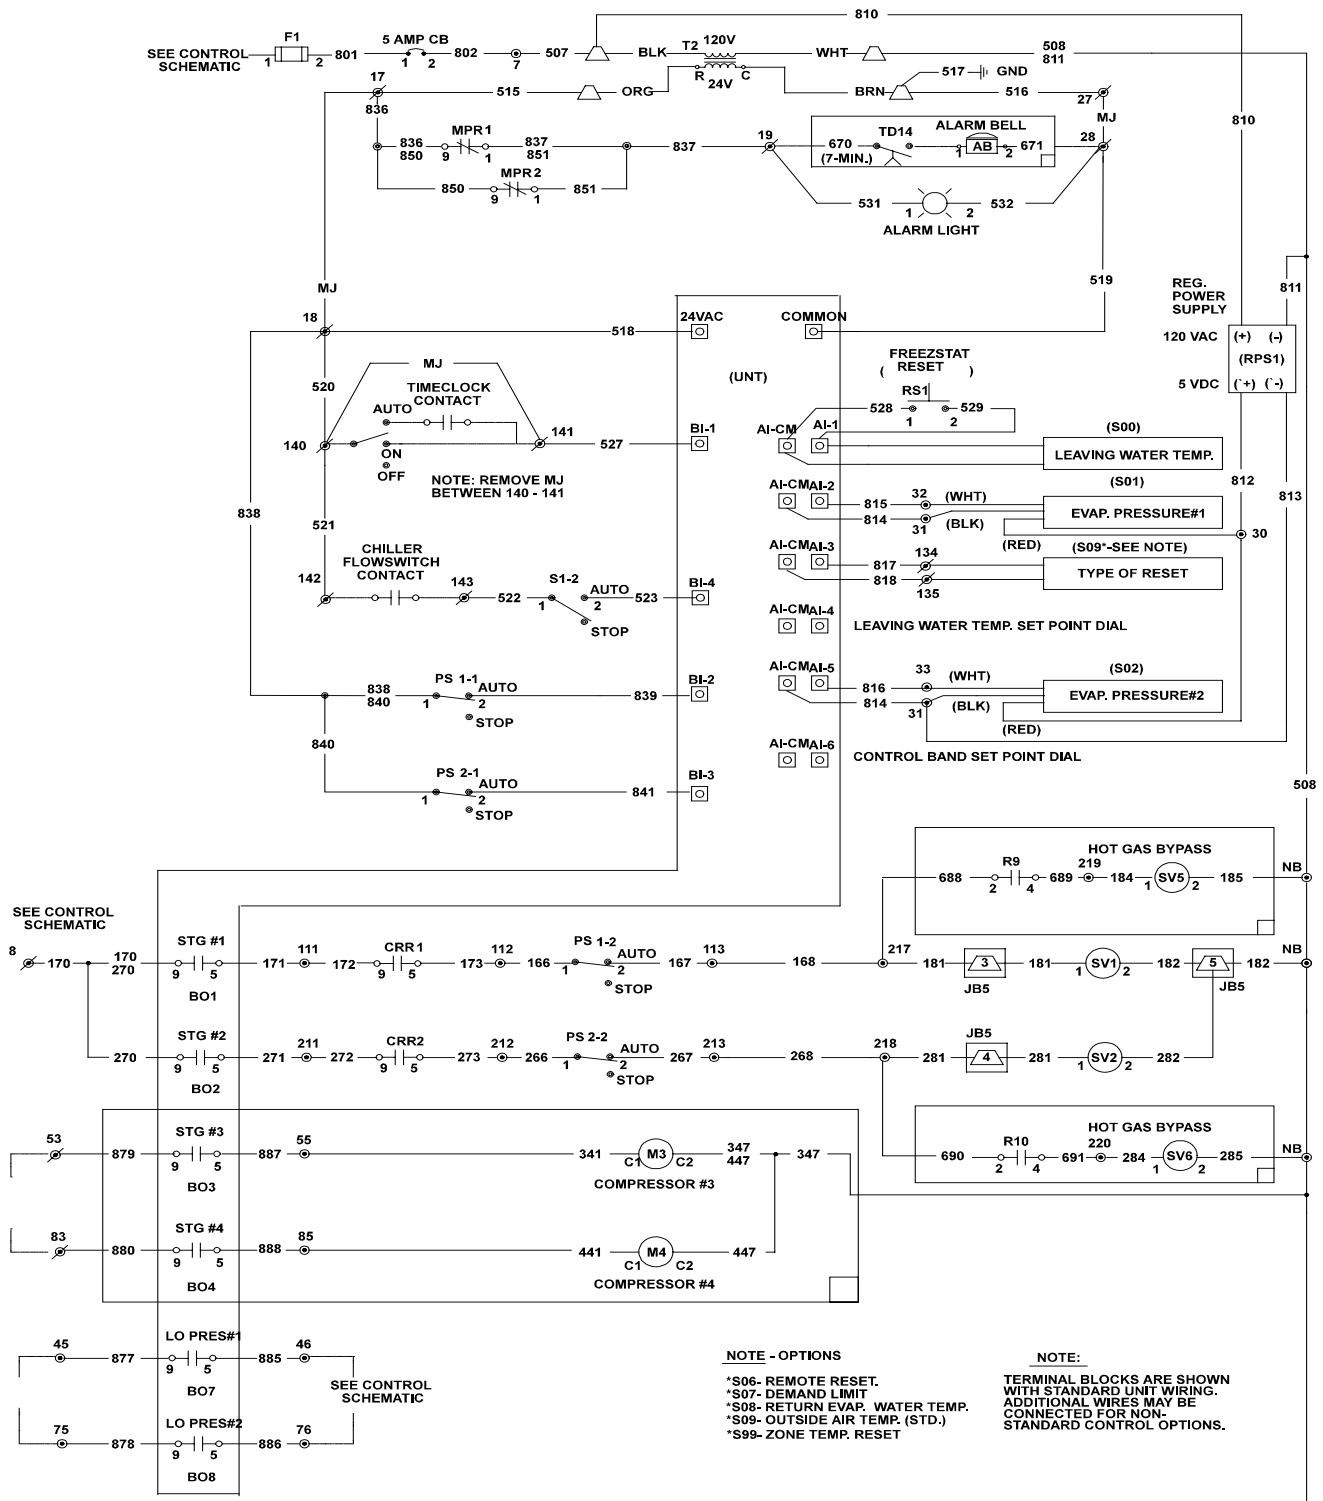 810
SEE CONTROL
SCHEMATIC
F1
1 2
801
5 AMP CB
1 2
802
7
507
BLK
T2 120V
WHT
508
811
R C
24V
517
GND
17
836
515
ORG
BRN
516
27
MJ
810
836
850
MPR1
9 1
837
851
837
19
670
(7-MIN.)
TD14
ALARM BELL
1 AB 2
671
28
850
MPR2
9 1
851
531
1 2
532
ALARM LIGHT
MJ
519
REG.
POWER
SUPPLY
811
18
518
24VAC
COMMON
120 VAC
(+) (-)
(RPS1)
5 VDC
(`+) (`-)
(UNT)
FREEZSTAT
( RESET )
RS1
528
529
1 2
MJ
520
TIMECLOCK
CONTACT
AUTO
140
141
527
BI-1
ON
OFF
NOTE: REMOVE MJ
BETWEEN 140 - 141
AI-CM
AI-1
(S00)
LEAVING WATER TEMP.
(S01)
812
813
838
521
AI-CM AI-2
815
32
(WHT)
814
31
(BLK)
EVAP. PRESSURE#1
(RED)
30
(S09*-SEE NOTE)
AI-CM AI-3
817
134
818
135
TYPE OF RESET
142
CHILLER
FLOWSWITCH
CONTACT
143
522
S1-2
1
AUTO
2
STOP
523
BI-4
AI-CM AI-4
LEAVING WATER TEMP. SET POINT DIAL
838
840
PS 1-1
1
AUTO
2
STOP
839
BI-2
AI-CM AI-5
816
33
(WHT)
814
31
(BLK)
(S02)
EVAP. PRESSURE#2
(RED)
840
AI-CM AI-6
CONTROL BAND SET POINT DIAL
PS 2-1
1
AUTO
2
STOP
841
BI-3
508
HOT GAS BYPASS
688
R9
2 4
689
219
184
1 SV5 2
185
NB
SEE CONTROL
SCHEMATIC
8
170
170
270
STG #1
9 5
BO1
171
111
172
CRR1
9 5
173
112
166
PS 1-2
1
AUTO
2
STOP
167
113
168
217
181
3
JB5
181
1 SV1 2
182
5
JB5
182
NB
270
STG #2
9 5
BO2
271
211
272
CRR2
9 5
273
212
266
PS 2-2
1
AUTO
2
STOP
267
213
268
218
281
JB5
4
281
1 SV2 2
282
HOT GAS BYPASS
690
R10
2 4
691
220
284
1 SV6 2
285
NB
53
879
STG #3
9 5
BO3
887
55
341
M3
C1 C2
COMPRESSOR #3
347
447
347
83
880
STG #4
9 5
BO4
888
85
441
M4
C1 C2
COMPRESSOR #4
447
45
877
LO PRES#1
9 5
BO7
885
46
SEE CONTROL
SCHEMATIC
75
878
LO PRES#2
9 5
BO8
886
76
NOTE - OPTIONS
*S06- REMOTE RESET.
*S07- DEMAND LIMIT
*S08- RETURN EVAP. WATER TEMP.
*S09- OUTSIDE AIR TEMP. (STD.)
*S99- ZONE TEMP. RESET
NOTE:
TERMINAL BLOCKS ARE SHOWN
WITH STANDARD UNIT WIRING.
ADDITIONAL WIRES MAY BE
CONNECTED FOR NON-
STANDARD CONTROL OPTIONS.